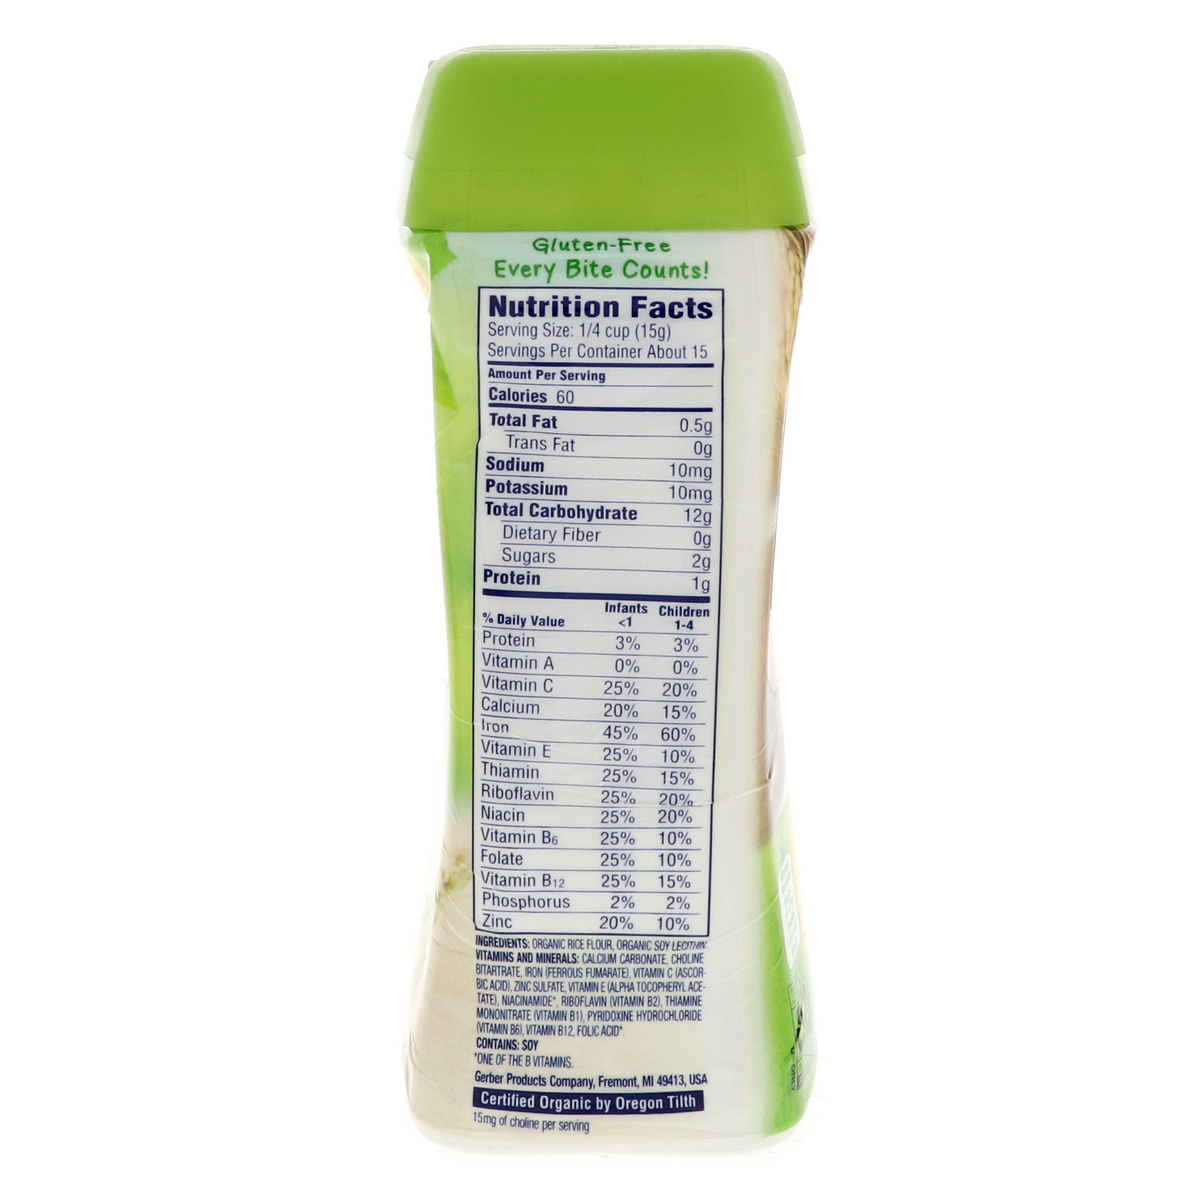 Gluten-Free
Every Bite Counts!
Nutrition Facts
Serving Size: 1/4 cup (15g)
Servings Per Container About 15
Amount Per Serving
Calories 60
Total Fat 0.5g
Trans Fat 0g
Sodium 10mg
Potassium 10mg
Total Carbohydrate 12g
Dietary Fiber 0g
Sugars 2g
Protein 1g
% Daily Value Infants <1 Children 1-4
Protein 3% 3%
Vitamin A 0% 0%
Vitamin C 25% 20%
Calcium 20% 15%
Iron 45% 60%
Vitamin E 25% 10%
Thiamin 25% 15%
Riboflavin 25% 20%
Niacin 25% 20%
Vitamin B6 25% 10%
Folate 25% 10%
Vitamin B12 25% 15%
Phosphorus 2% 2%
Zinc 20% 10%
INGREDIENTS: ORGANIC RICE FLOUR, ORGANIC SOY LECITHIN.
VITAMINS AND MINERALS: CALCIUM CARBONATE, CHOLINE
BITARTRATE, IRON (FERROUS FUMARATE), VITAMIN C (ASCOR-
BIC ACID), ZINC SULFATE, VITAMIN E (ALPHA TOCOPHERYL ACE-
TATE), NIACINAMIDE*, RIBOFLAVIN (VITAMIN B2), THIAMINE
MONONITRATE (VITAMIN B1), PYRIDOXINE HYDROCHLORIDE
(VITAMIN B6), VITAMIN B12, FOLIC ACID*.
CONTAINS: SOY
*ONE OF THE B VITAMINS.
Gerber Products Company, Fremont, MI 49413, USA
Certified Organic by Oregon Tilth
15mg of choline per serving